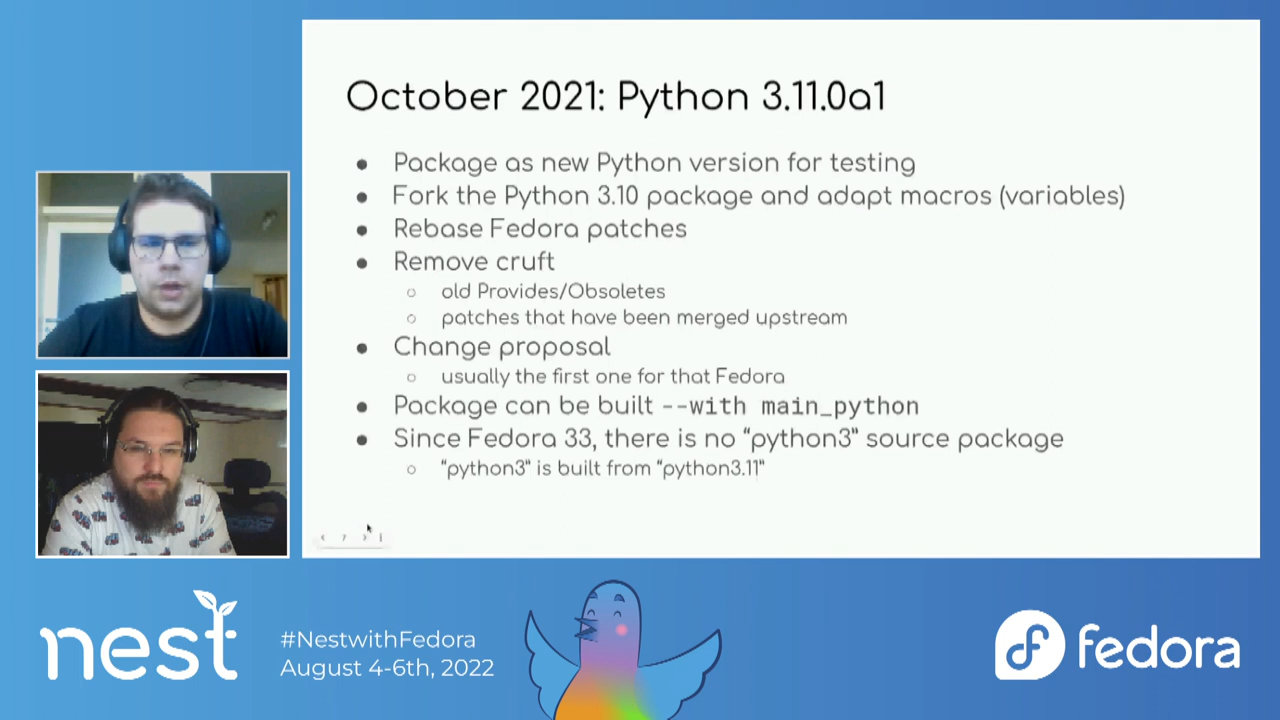 October 2021: Python 3.11.0a1
● Package as new Python version for testing
● Fork the Python 3.10 package and adapt macros (variables)
● Rebase Fedora patches
● Remove cruft
○ old Provides/Obsoletes
○ patches that have been merged upstream
● Change proposal
○ usually the first one for that Fedora
● Package can be built --with main_python
● Since Fedora 33, there is no “python3” source package
○ “python3” is built from “python3.11”
7
nest
#NestwithFedora
August 4-6th, 2022
fedora